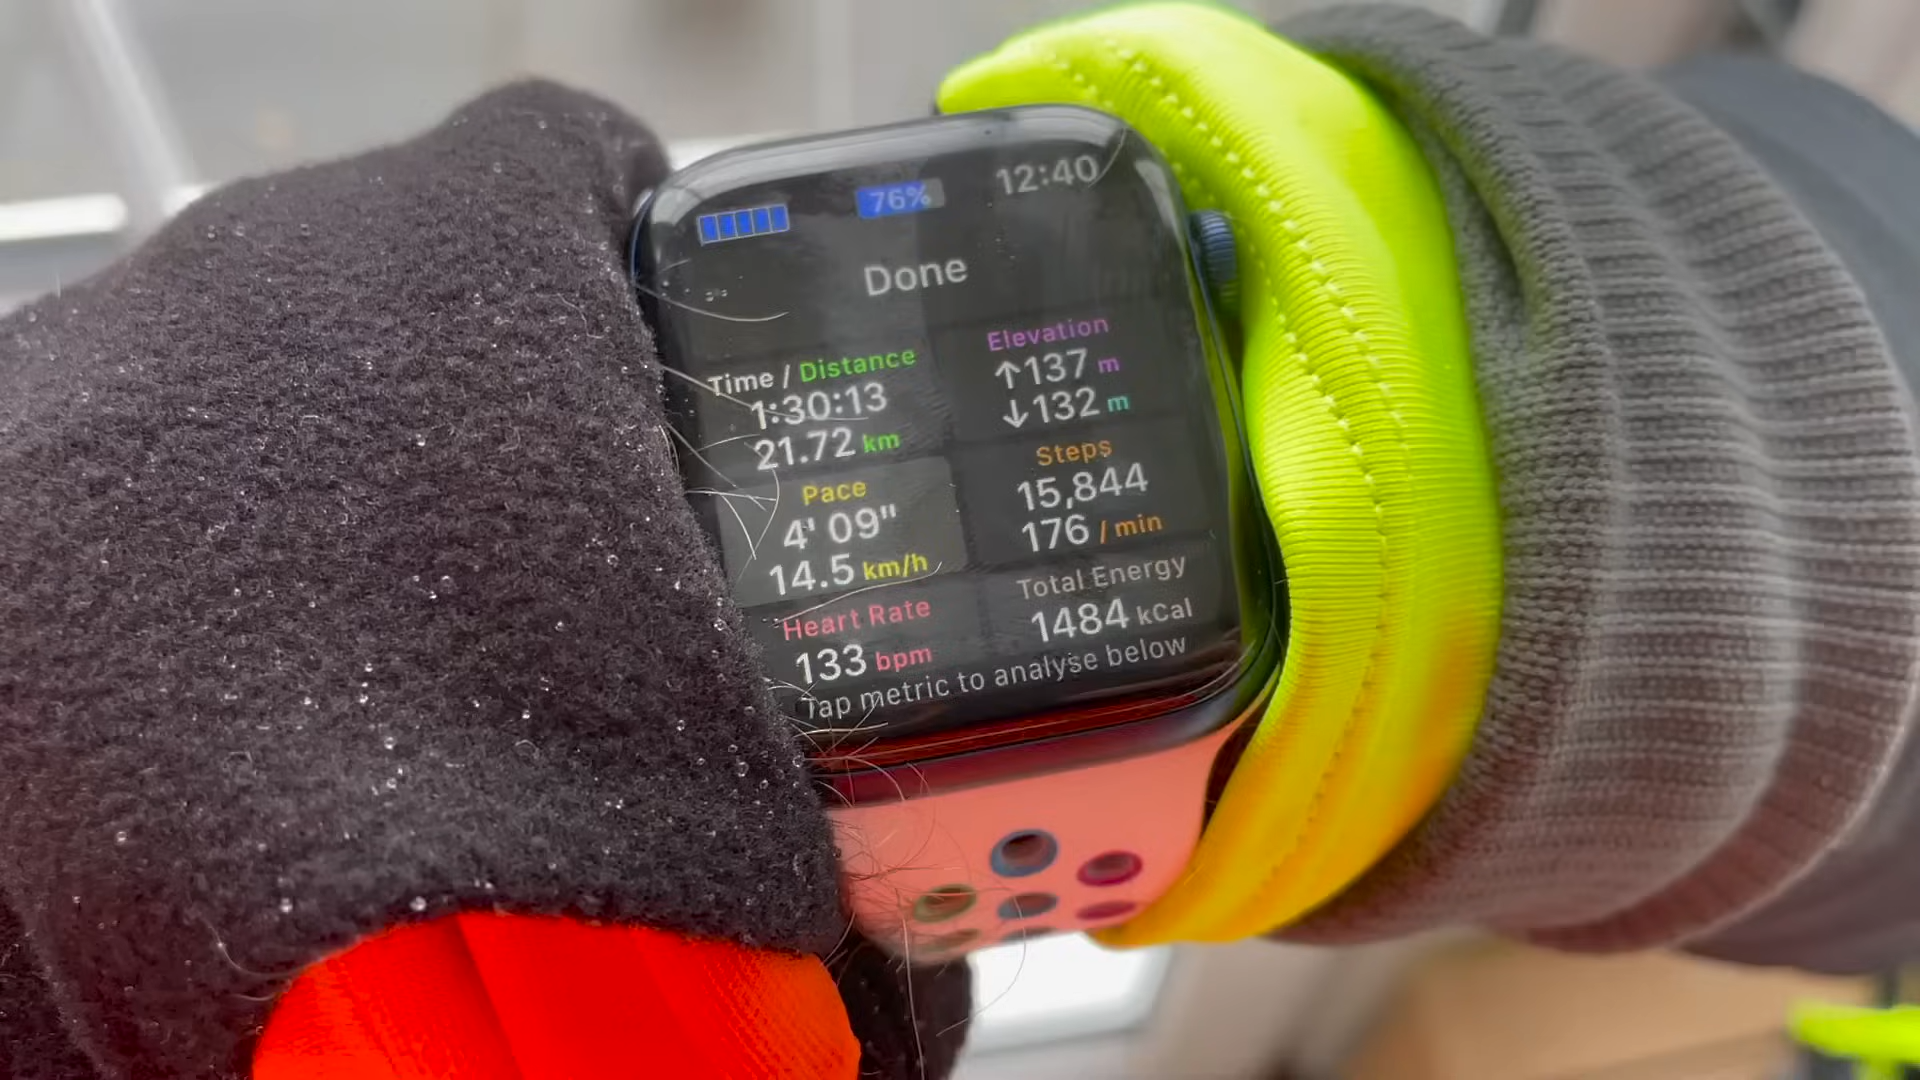 76%
12:40
Done
Time / Distance
1:30:13
21.72 km
Elevation
↑137 m
↓132 m
Pace
4' 09"
14.5 km/h
Steps
15,844
176 / min
Heart Rate
133 bpm
Total Energy
1484 kCal
Tap metric to analyse below